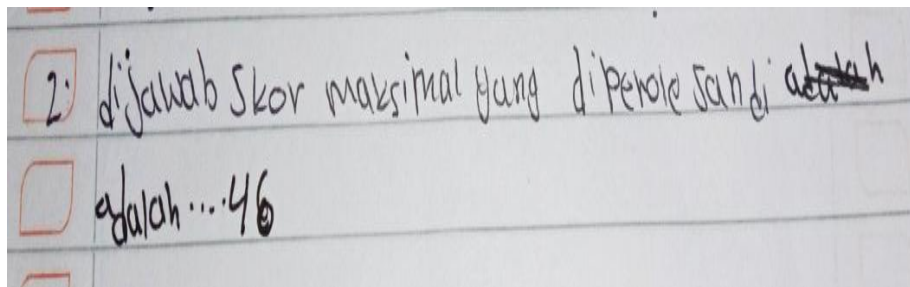 2. dijawab skor maksimal yang diperole sandi
adalah....46